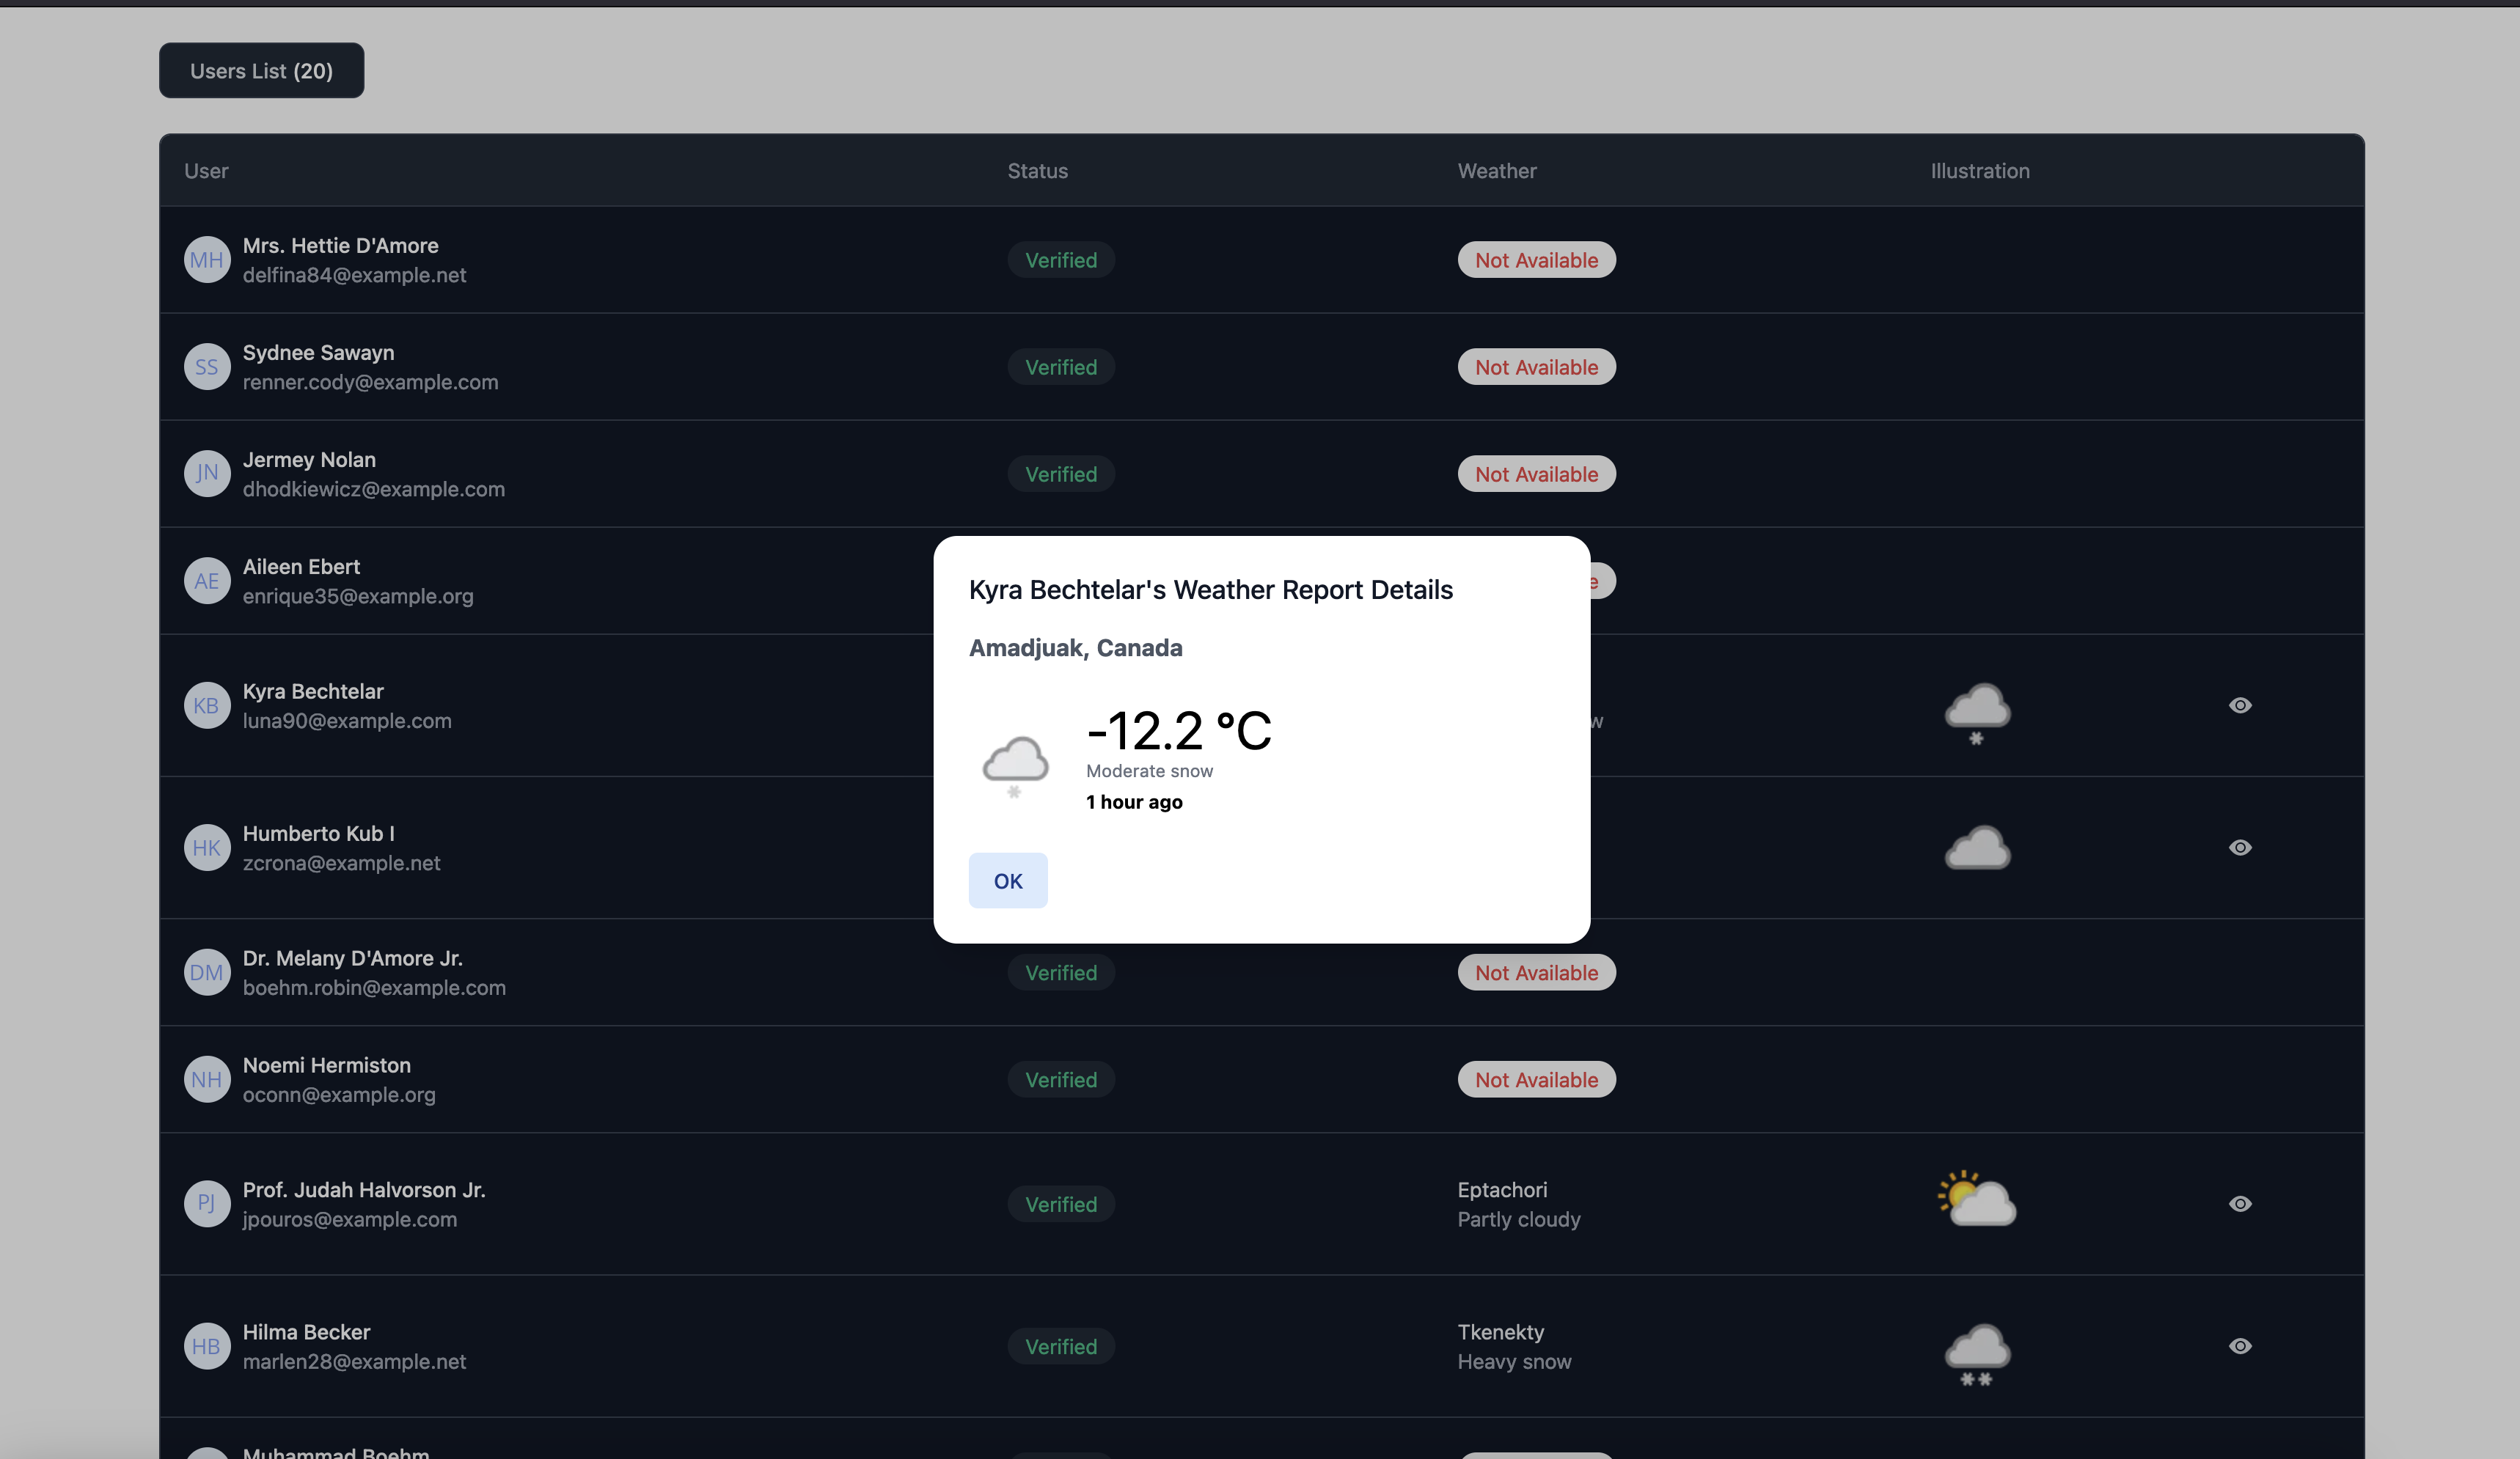 Users List (20)
User Status Weather Illustration
MH Mrs. Hettie D'Amore
delfina84@example.net
Verified
Not Available
SS Sydnee Sawayn
renner.cody@example.com
Verified
Not Available
JN Jermey Nolan
dhodkiewicz@example.com
Verified
Not Available
AE Aileen Ebert
enrique35@example.org
Kyra Bechtelar's Weather Report Details
Amadjuak, Canada
-12.2 °C
Moderate snow
1 hour ago
OK
KB Kyra Bechtelar
luna90@example.com
HK Humberto Kub I
zcrona@example.net
DM Dr. Melany D'Amore Jr.
boehm.robin@example.com
Verified
Not Available
NH Noemi Hermiston
oconn@example.org
Verified
Not Available
PJ Prof. Judah Halvorson Jr.
jpouros@example.com
Verified
Eptachori
Partly cloudy
HB Hilma Becker
marlen28@example.net
Verified
Tkenekty
Heavy snow
Muhammad Boehm